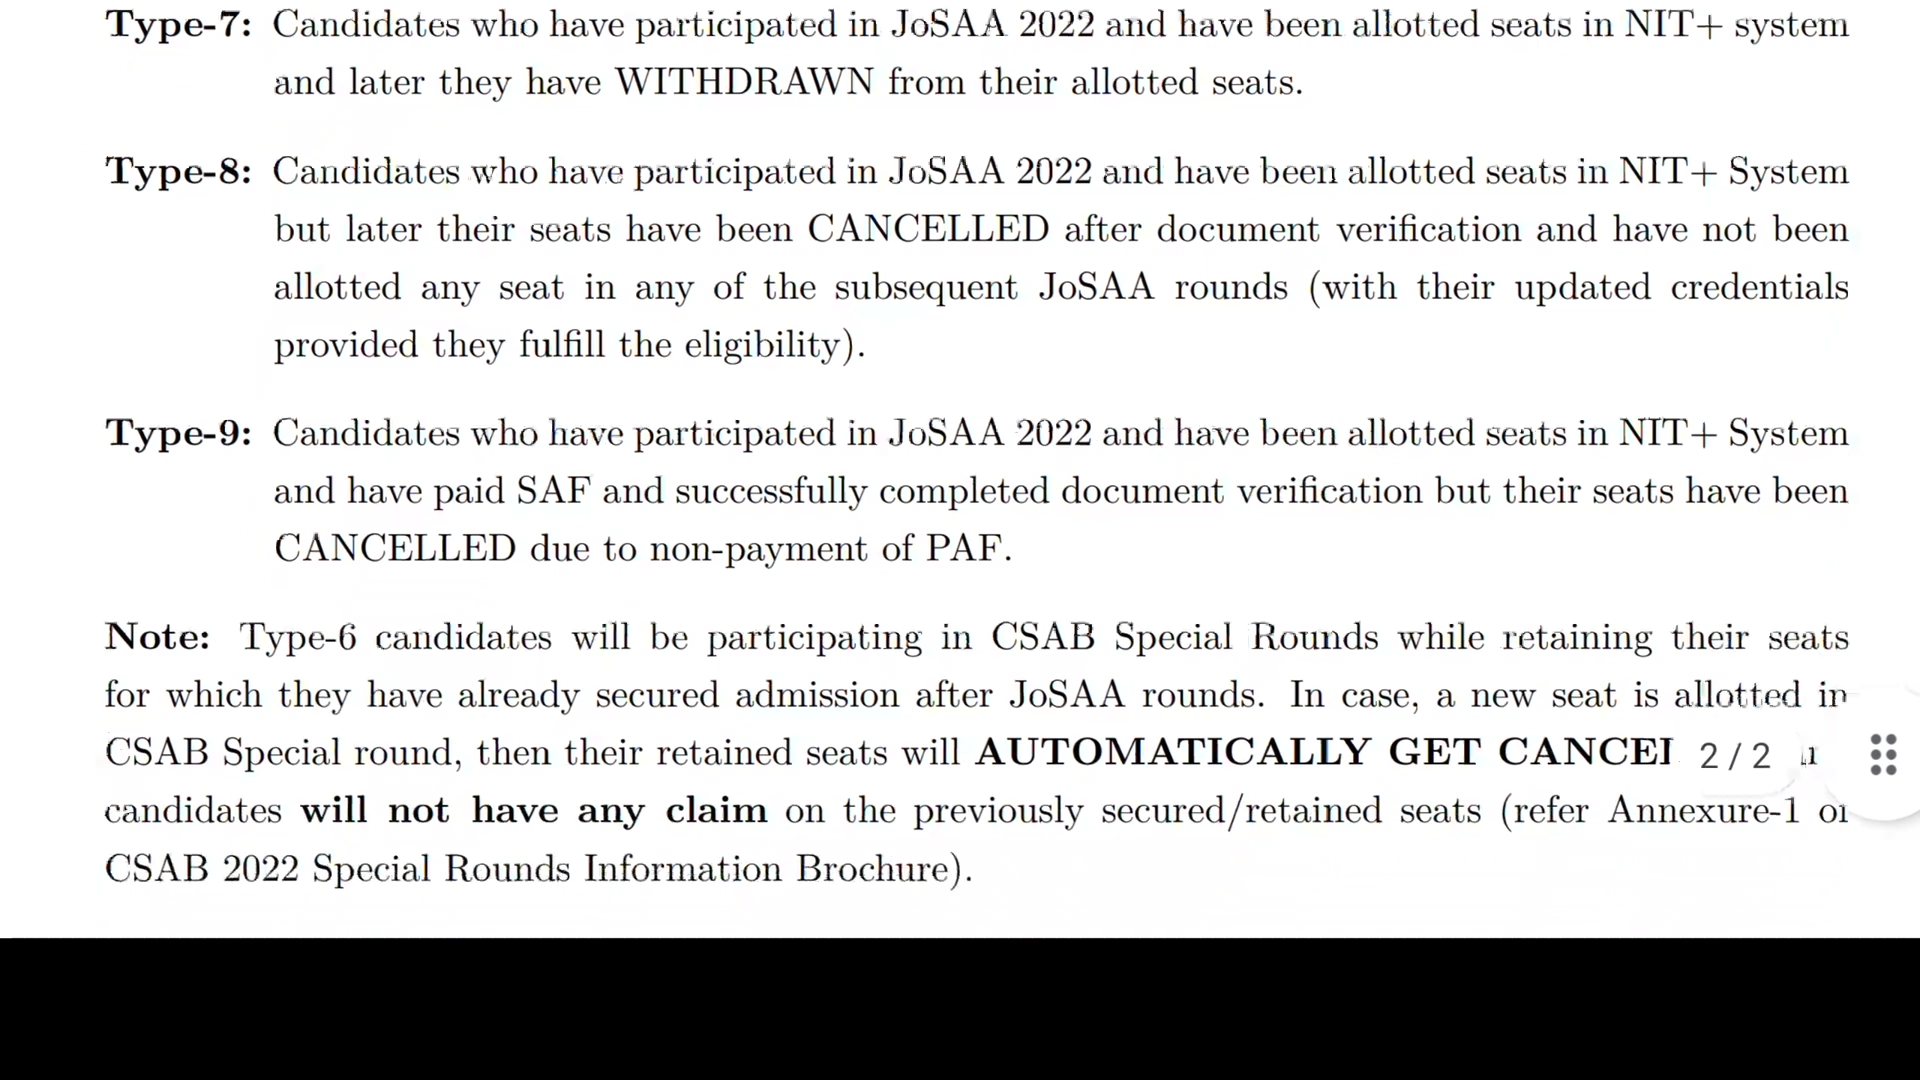 Type-7: Candidates who have participated in JoSAA 2022 and have been allotted seats in NIT+ system
and later they have WITHDRAWN from their allotted seats.
Type-8: Candidates who have participated in JoSAA 2022 and have been allotted seats in NIT+ System
but later their seats have been CANCELLED after document verification and have not been
allotted any seat in any of the subsequent JoSAA rounds (with their updated credentials
provided they fulfill the eligibility).
Type-9: Candidates who have participated in JoSAA 2022 and have been allotted seats in NIT+ System
and have paid SAF and successfully completed document verification but their seats have been
CANCELLED due to non-payment of PAF.
Note: Type-6 candidates will be participating in CSAB Special Rounds while retaining their seats
for which they have already secured admission after JoSAA rounds. In case, a new seat is allotted in
CSAB Special round, then their retained seats will AUTOMATICALLY GET 2/2
candidates will not have any claim on the previously secured/retained seats (refer Annexure-1
CSAB 2022 Special Rounds Information Brochure).